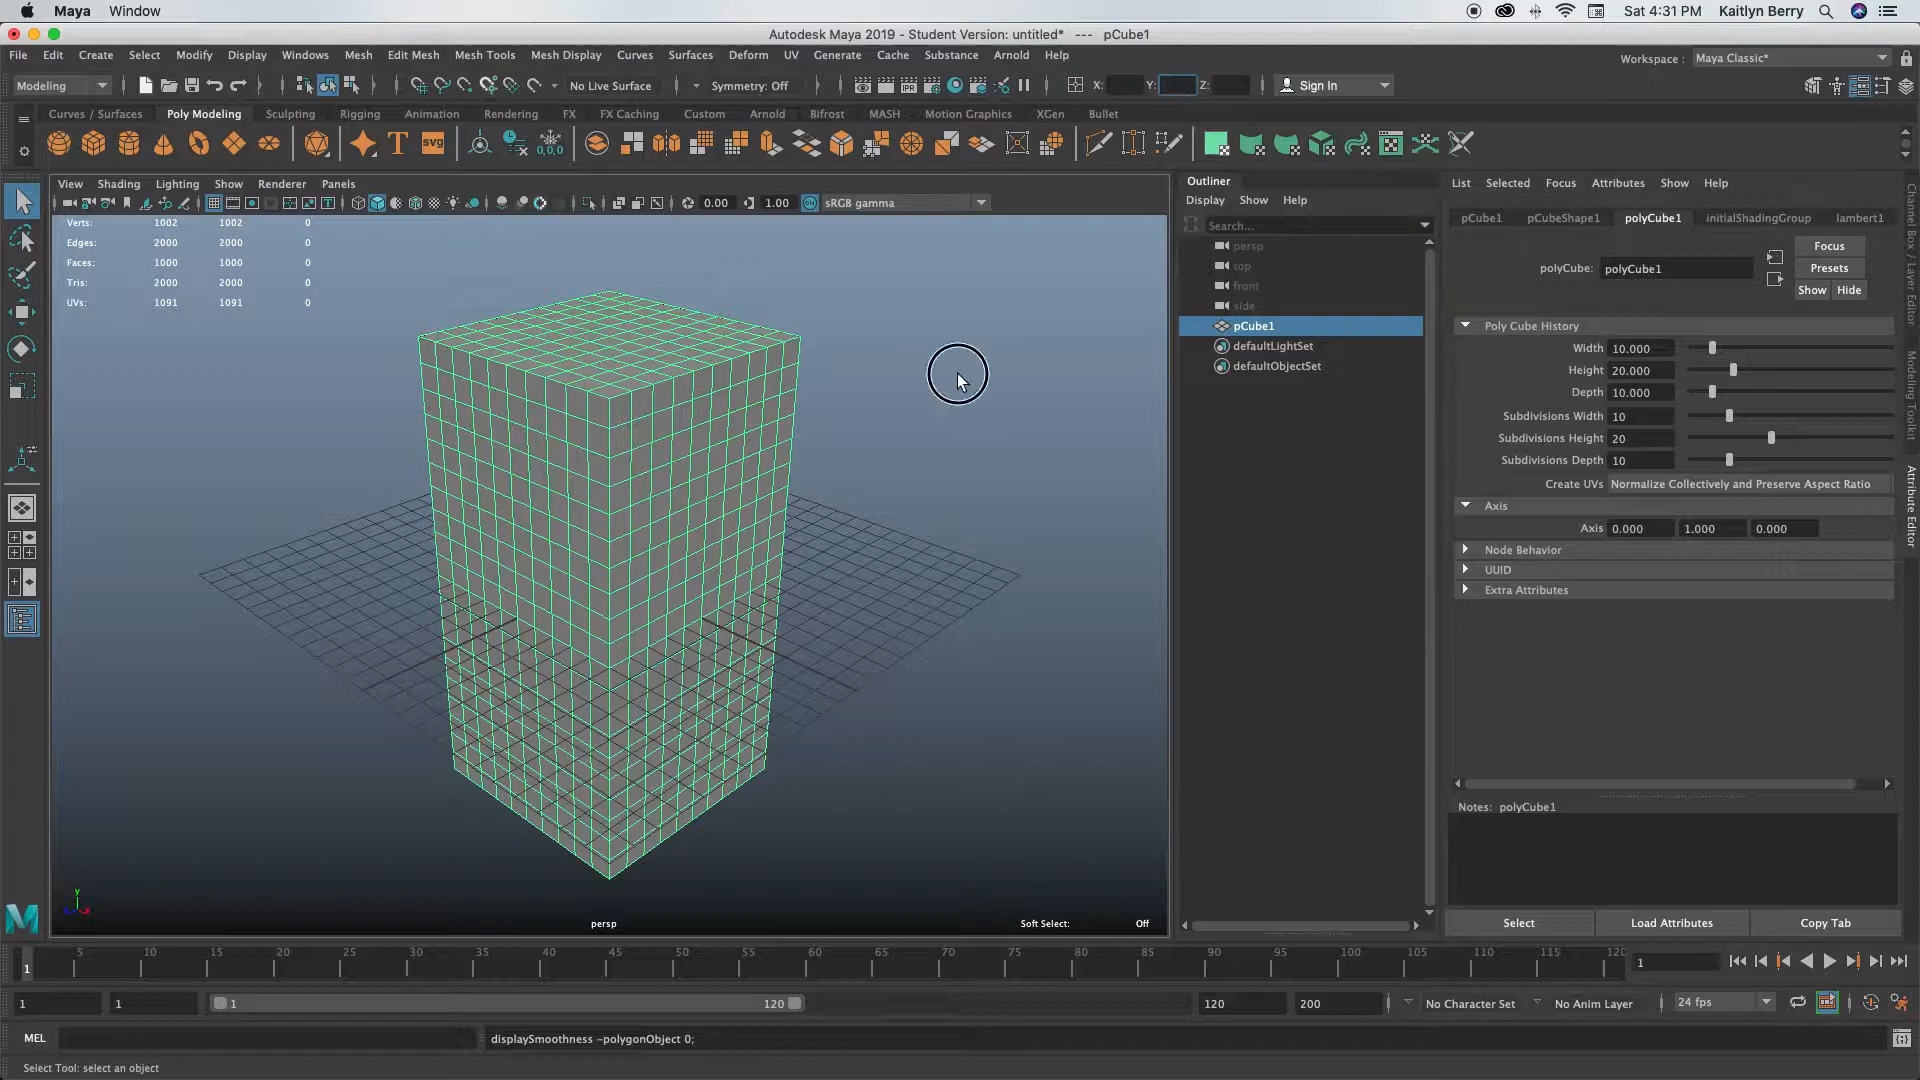 Maya Window Sat 4:31 PM Kaitlyn Berry
Autodesk Maya 2019 - Student Version: untitled* --- pCube1
File Edit Create Select Modify Display Windows Mesh Edit Mesh Mesh Tools Mesh Display Curves Surfaces Deform UV Generate Cache Substance Arnold Help
Workspace : Maya Classic*
Modeling No Live Surface Symmetry: Off X: Y: Z: Sign In
Curves / Surfaces Poly Modeling Sculpting Rigging Animation Rendering FX FX Caching Custom Arnold Bifrost MASH Motion Graphics XGen Bullet
View Shading Lighting Show Renderer Panels
0.00 1.00 sRGB gamma
Verts: 1002 1002 0
Edges: 2000 2000 0
Faces: 1000 1000 0
Tris: 2000 2000 0
UVs: 1091 1091 0
persp
Soft Select: Off
Outliner
Display Show Help
Search...
persp
top
front
side
pCube1
defaultLightSet
defaultObjectSet
List Selected Focus Attributes Show Help
pCube1 pCubeShape1 polyCube1 initialShadingGroup lambert1
polyCube: polyCube1
Focus
Presets
Show Hide
Poly Cube History
Width 10.000
Height 20.000
Depth 10.000
Subdivisions Width 10
Subdivisions Height 20
Subdivisions Depth 10
Create UVs Normalize Collectively and Preserve Aspect Ratio
Axis
Axis 0.000 1.000 0.000
Node Behavior
UUID
Extra Attributes
Notes: polyCube1
Select Load Attributes Copy Tab
Channel Box / Layer Editor
Modeling Toolkit
Attribute Editor
1 5 10 15 20 25 30 35 40 45 50 55 60 65 70 75 80 85 90 95 100 105 110 115 120 1
1 1 1 120 120 200 No Character Set No Anim Layer 24 fps
MEL displaySmoothness -polygonObject 0;
Select Tool: select an object